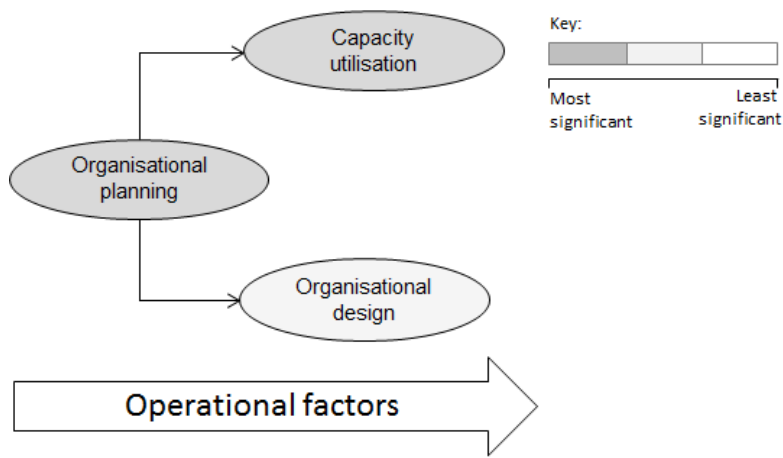 Capacity
utilisation
Key:
Most
significant
Least
significant
Organisational
planning
Organisational
design
Operational factors